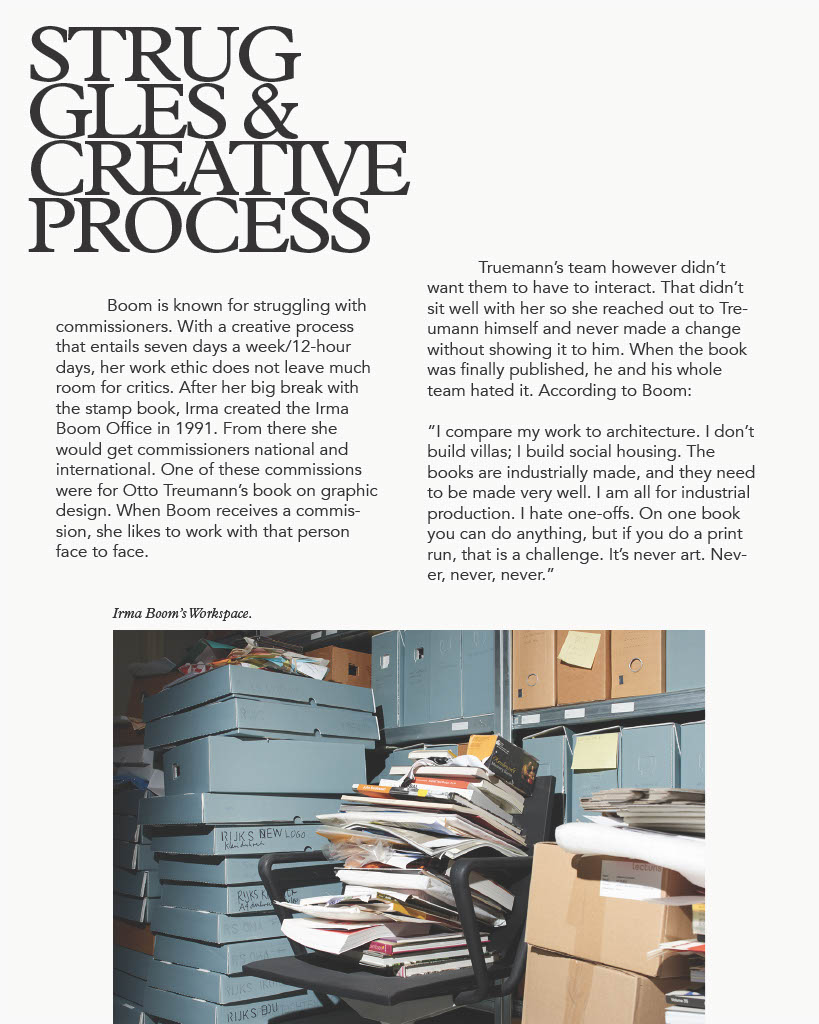 STRUG
GLES &
CREATIVE
PROCESS
Boom is known for struggling with
commissioners. With a creative process
that entails seven days a week/12-hour
days, her work ethic does not leave much
room for critics. After her big break with
the stamp book, Irma created the Irma
Boom Office in 1991. From there she
would get commissioners national and
international. One of these commissions
were for Otto Treumann’s book on graphic
design. When Boom receives a commis-
sion, she likes to work with that person
face to face.
Truemann’s team however didn’t
want them to have to interact. That didn’t
sit well with her so she reached out to Tre-
umann himself and never made a change
without showing it to him. When the book
was finally published, he and his whole
team hated it. According to Boom:
“I compare my work to architecture. I don’t
build villas; I build social housing. The
books are industrially made, and they need
to be made very well. I am all for industrial
production. I hate one-offs. On one book
you can do anything, but if you do a print
run, that is a challenge. It’s never art. Nev-
er, never, never.”
Irma Boom’s Workspace.
RIJKS
RIJKS NEW LOGO
RIJKS
RIJKS